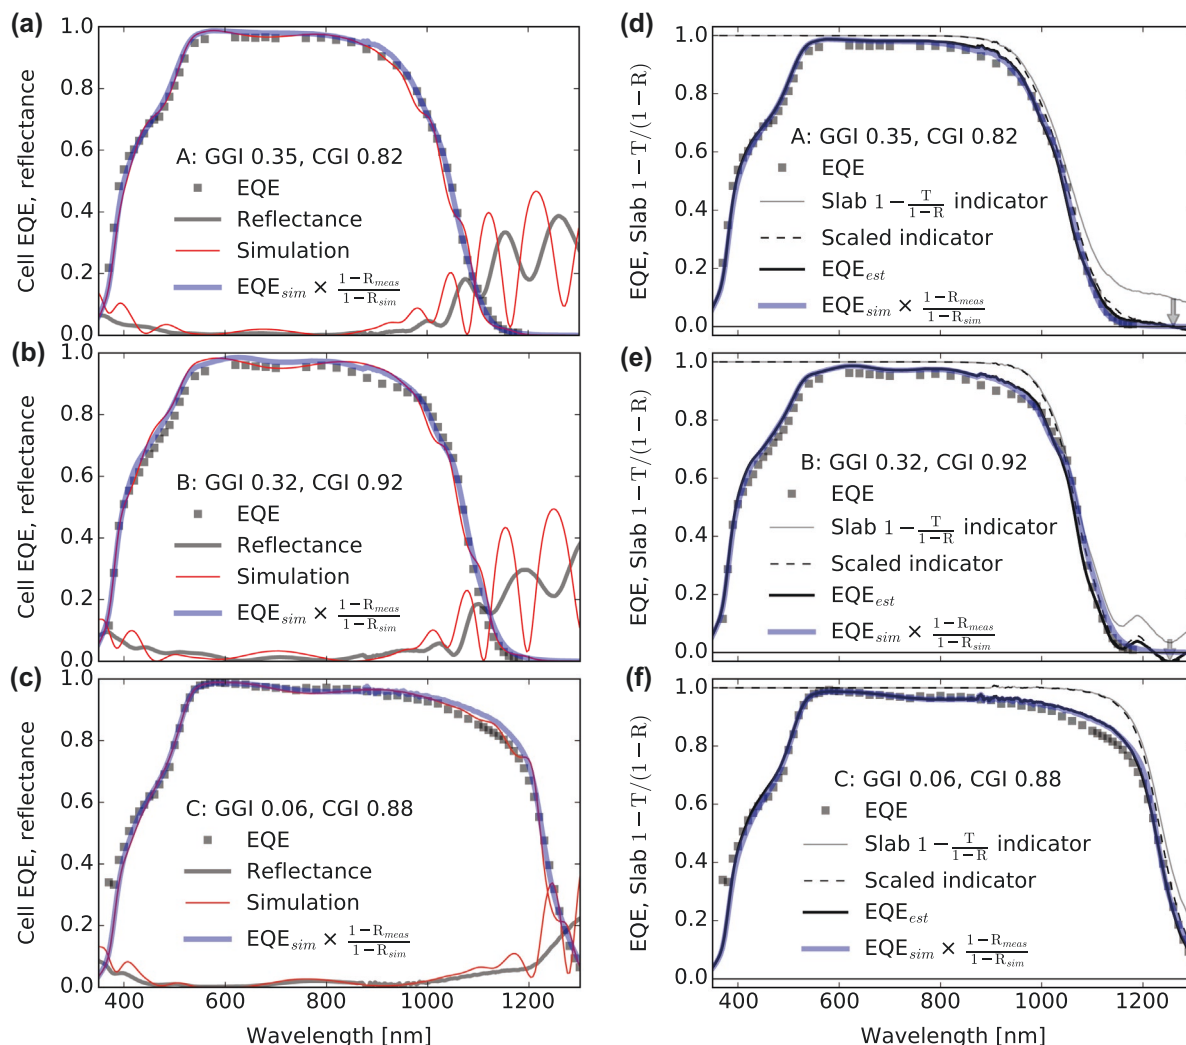 (a)
Cell EQE, reflectance
1.0
0.8
0.6
0.4
0.2
0.0
A: GGI 0.35, CGI 0.82
EQE
Reflectance
Simulation
EQE_sim × (1−R_meas)/(1−R_sim)
(b)
Cell EQE, reflectance
1.0
0.8
0.6
0.4
0.2
0.0
B: GGI 0.32, CGI 0.92
EQE
Reflectance
Simulation
EQE_sim × (1−R_meas)/(1−R_sim)
(c)
Cell EQE, reflectance
1.0
0.8
0.6
0.4
0.2
0.0
C: GGI 0.06, CGI 0.88
EQE
Reflectance
Simulation
EQE_sim × (1−R_meas)/(1−R_sim)
400 600 800 1000 1200
Wavelength [nm]
(d)
EQE, Slab 1−T/(1−R)
1.0
0.8
0.6
0.4
0.2
0.0
A: GGI 0.35, CGI 0.82
EQE
Slab 1−T/(1−R) indicator
Scaled indicator
EQE_est
EQE_sim × (1−R_meas)/(1−R_sim)
(e)
EQE, Slab 1−T/(1−R)
1.0
0.8
0.6
0.4
0.2
0.0
B: GGI 0.32, CGI 0.92
EQE
Slab 1−T/(1−R) indicator
Scaled indicator
EQE_est
EQE_sim × (1−R_meas)/(1−R_sim)
(f)
EQE, Slab 1−T/(1−R)
1.0
0.8
0.6
0.4
0.2
0.0
C: GGI 0.06, CGI 0.88
EQE
Slab 1−T/(1−R) indicator
Scaled indicator
EQE_est
EQE_sim × (1−R_meas)/(1−R_sim)
400 600 800 1000 1200
Wavelength [nm]